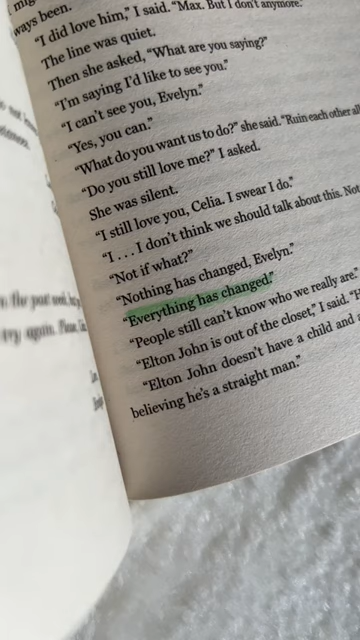 ways been.
"I did love him," I said. "Max. But I don't anymore."
The line was quiet.
Then she asked, "What are you saying?"
"I'm saying I'd like to see you."
"I can't see you, Evelyn."
"Yes, you can."
"What do you want us to do?" she said. "Ruin each other all
"Do you still love me?" I asked.
She was silent.
"I still love you, Celia. I swear I do."
"I . . . I don't think we should talk about this. Not
"Not if what?"
"Nothing has changed, Evelyn."
"Everything has changed."
"People still can't know who we really are."
"Elton John is out of the closet," I said.
"Elton John doesn't have a child and a
believing he's a straight man."
try again.